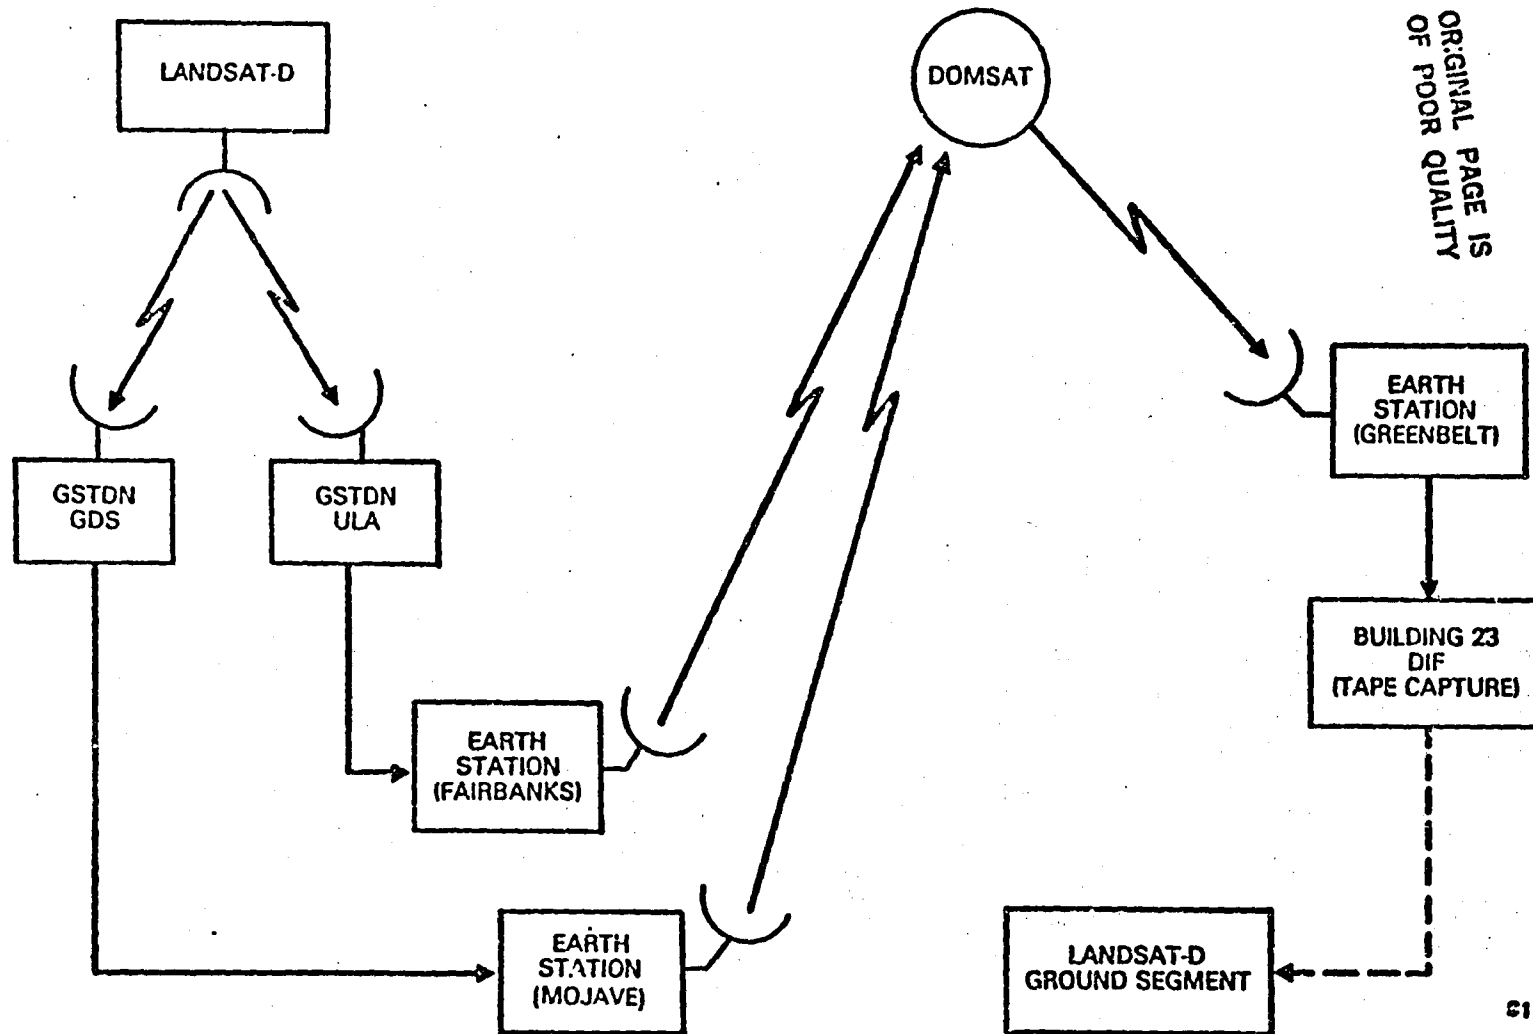 LANDSAT-D
DOMSAT
ORIGINAL PAGE IS
OF POOR QUALITY
EARTH
STATION
(GREENBELT)
GSTDN
GDS
GSTDN
ULA
BUILDING 23
DIF
(TAPE CAPTURE)
EARTH
STATION
(FAIRBANKS)
EARTH
STATION
(MOJAVE)
LANDSAT-D
GROUND SEGMENT